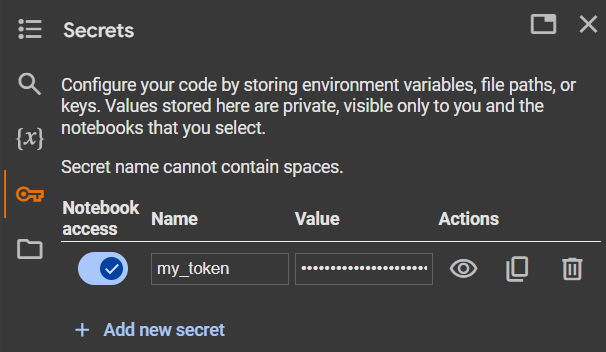 Secrets
Configure your code by storing environment variables, file paths, or
keys. Values stored here are private, visible only to you and the
notebooks that you select.
Secret name cannot contain spaces.
Notebook
access
Name
Value
Actions
my_token
••••••••••••••••••••••
{x}
+ Add new secret